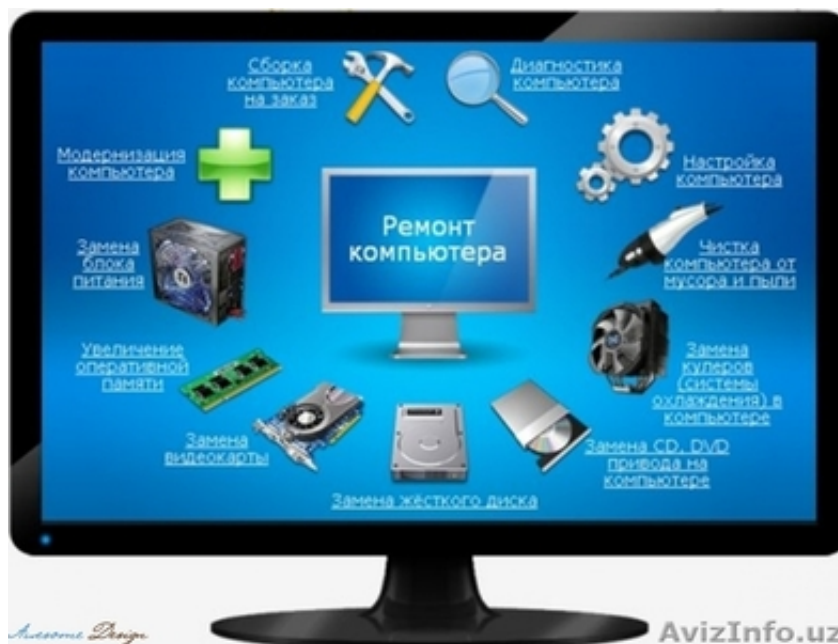 Сборка
компьютера
на заказ
Диагностика
компьютера
Модернизация
компьютера
Настройка
компьютера
Ремонт
компьютера
Замена
блока
питания
Чистка
компьютера от
мусора и пыли
Увеличение
оперативной
памяти
Замена
кулеров
(системы
охлаждения) в
компьютере
Замена
видеокарты
Замена CD, DVD
привода на
компьютере
Замена жёсткого диска
Awesome Design
AvizInfo.uz